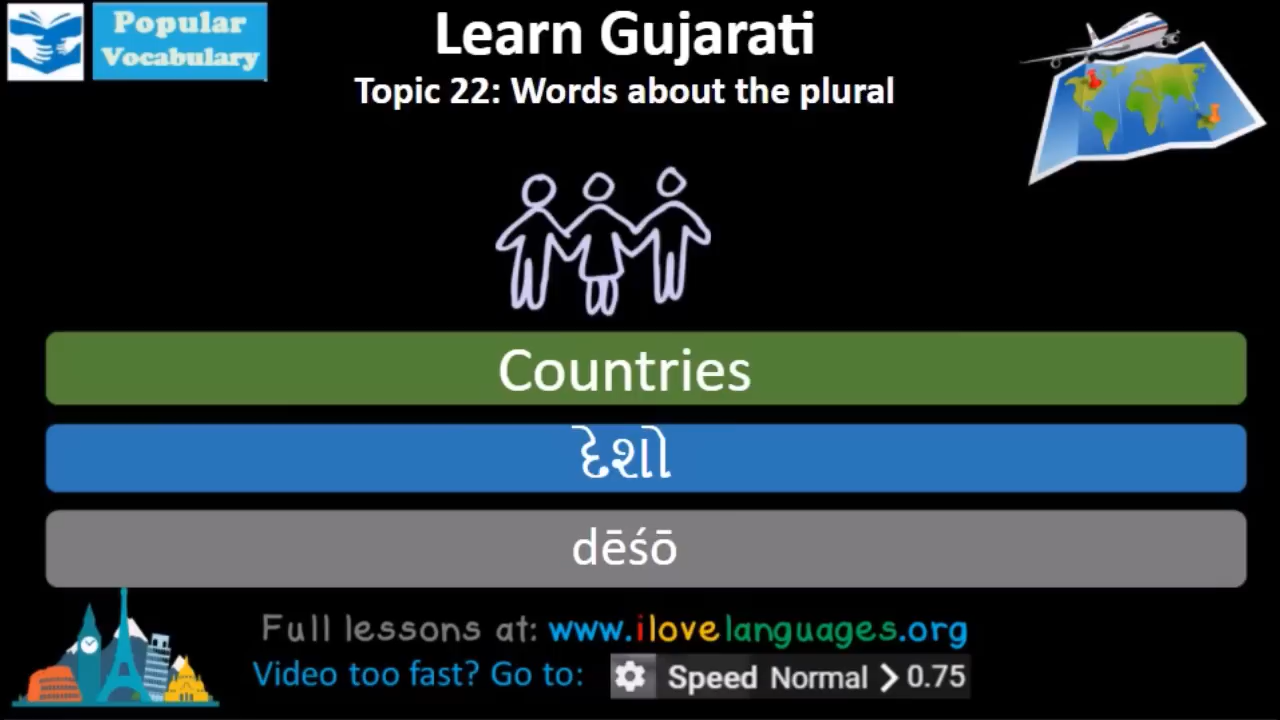 Popular
Vocabulary
Learn Gujarati
Topic 22: Words about the plural
Countries
દેશો
dēśō
Full lessons at: www.ilovelanguages.org
Video too fast? Go to: Speed Normal > 0.75